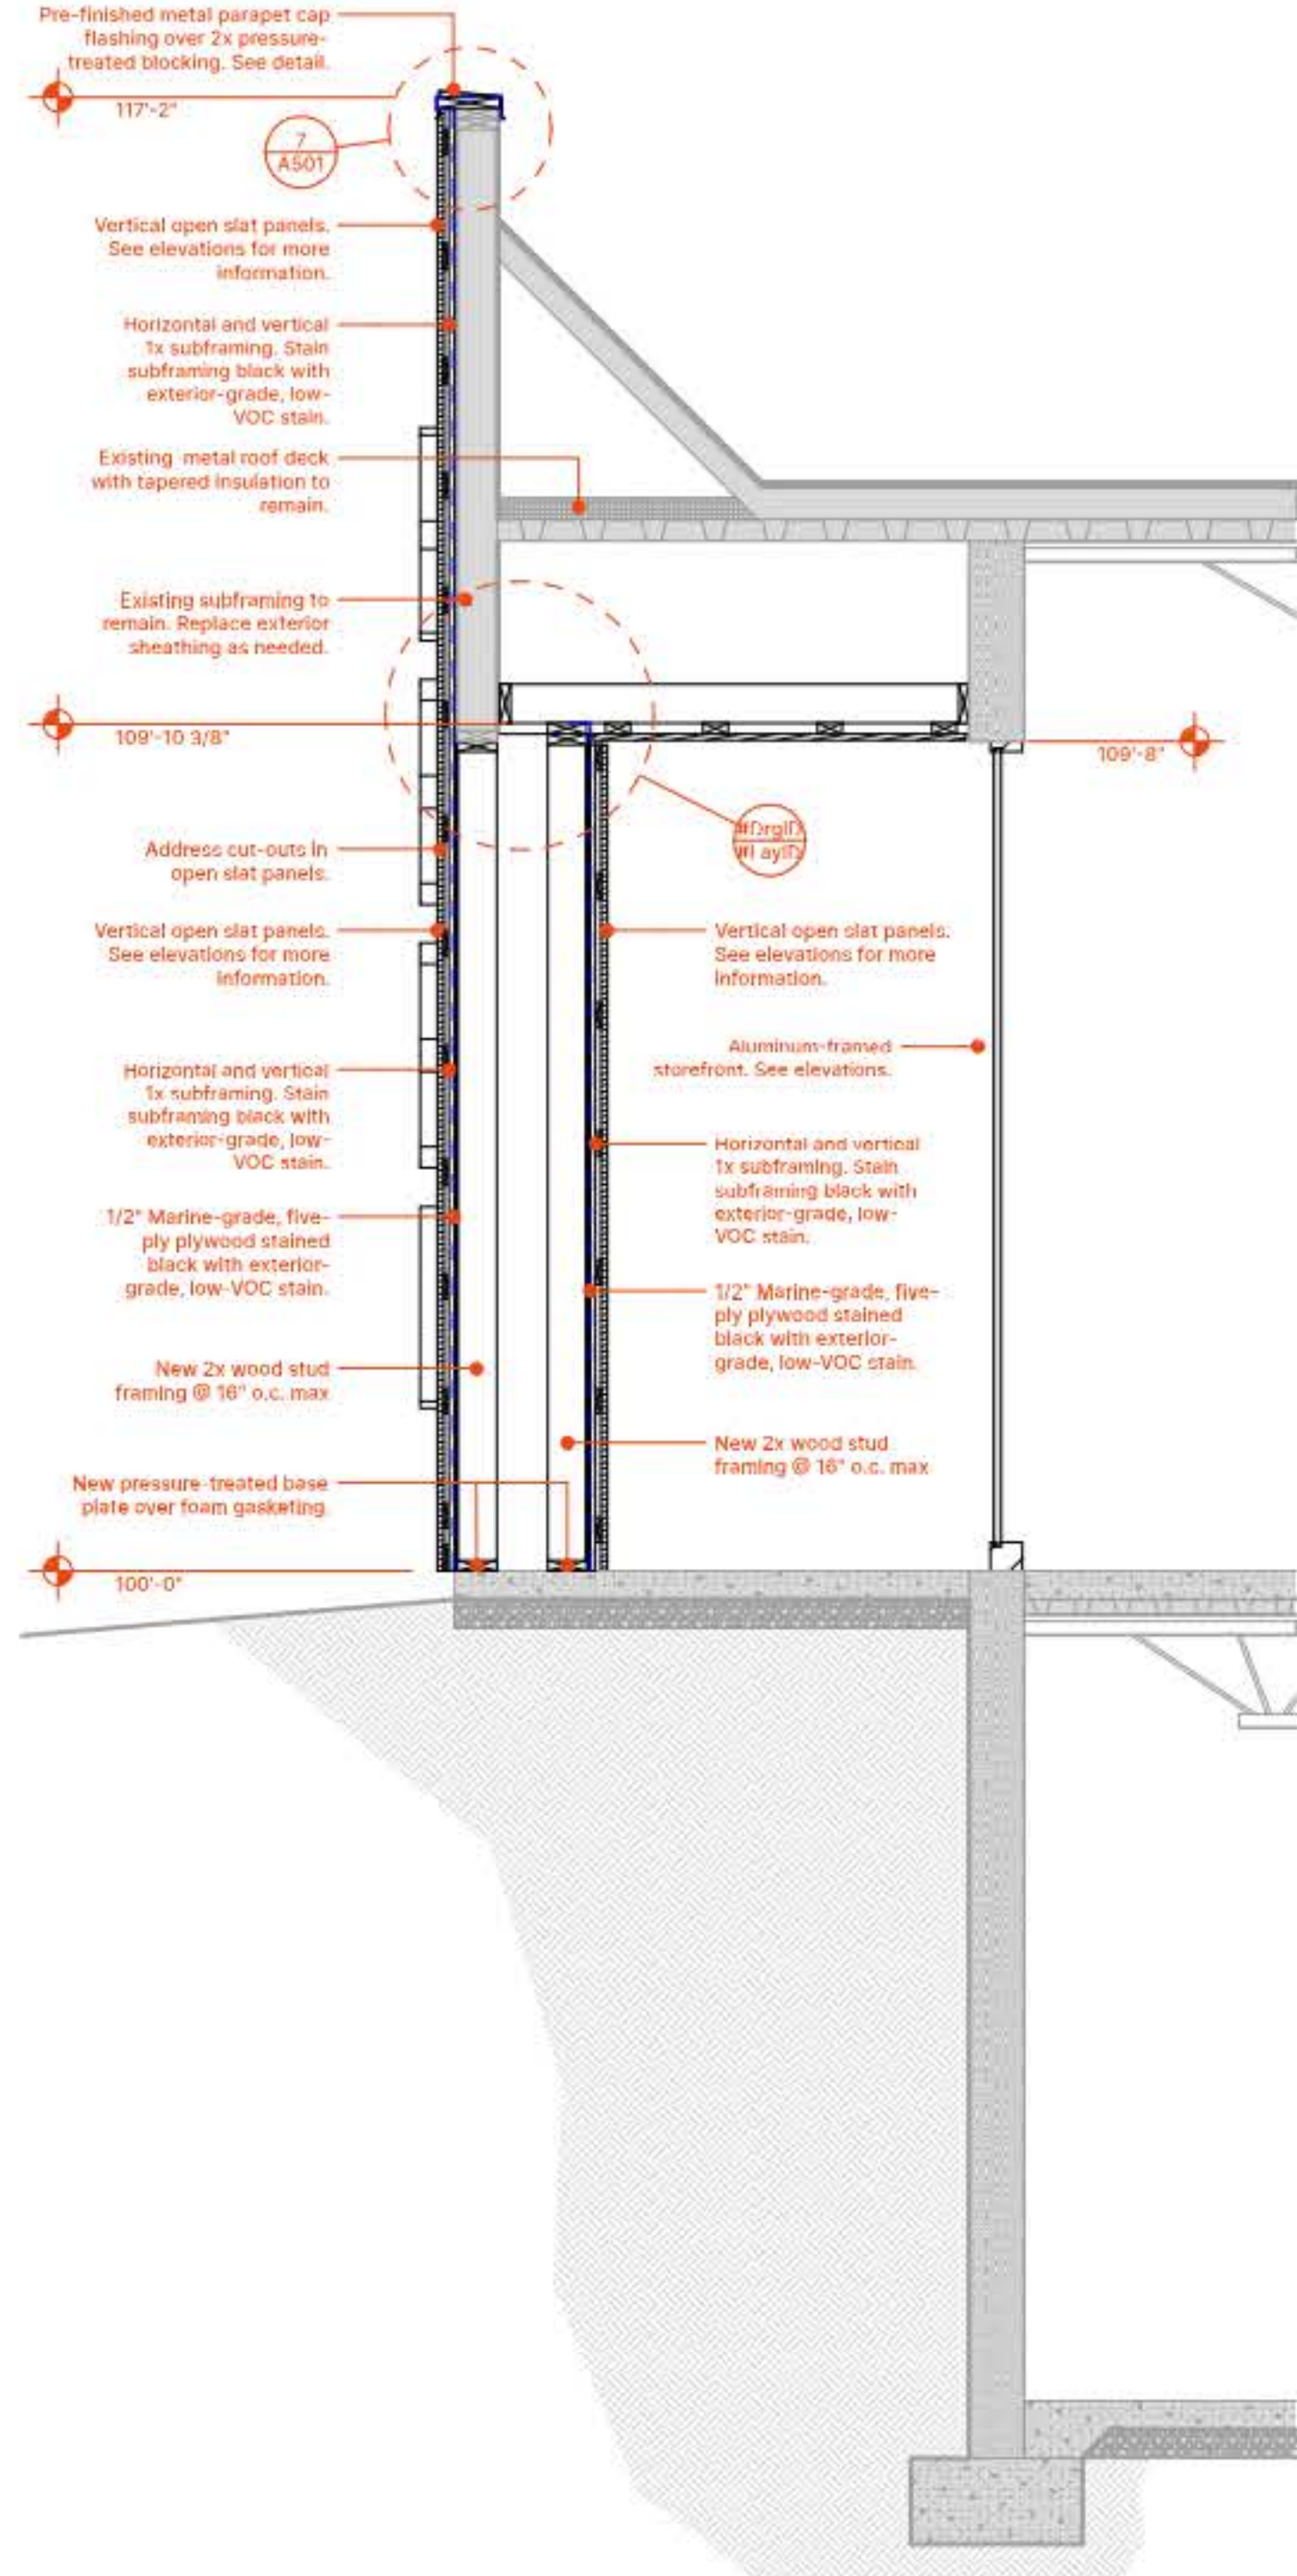 Pre-finished metal parapet cap
flashing over 2x pressure-
treated blocking. See detail.
117'-2"
7
A501
Vertical open slat panels.
See elevations for more
information.
Horizontal and vertical
1x subframing. Stain
subframing black with
exterior-grade, low-
VOC stain.
Existing metal roof deck
with tapered insulation to
remain.
Existing subframing to
remain. Replace exterior
sheathing as needed.
109'-10 3/8"
109'-8"
#DrgID
#LayID
Address cut-outs in
open slat panels.
Vertical open slat panels.
See elevations for more
information.
Vertical open slat panels.
See elevations for more
information.
Aluminum-framed
storefront. See elevations.
Horizontal and vertical
1x subframing. Stain
subframing black with
exterior-grade, low-
VOC stain.
Horizontal and vertical
1x subframing. Stain
subframing black with
exterior-grade, low-
VOC stain.
1/2" Marine-grade, five-
ply plywood stained
black with exterior-
grade, low-VOC stain.
1/2" Marine-grade, five-
ply plywood stained
black with exterior-
grade, low-VOC stain.
New 2x wood stud
framing @ 16" o.c. max
New 2x wood stud
framing @ 16" o.c. max
New pressure-treated base
plate over foam gasketing.
100'-0"